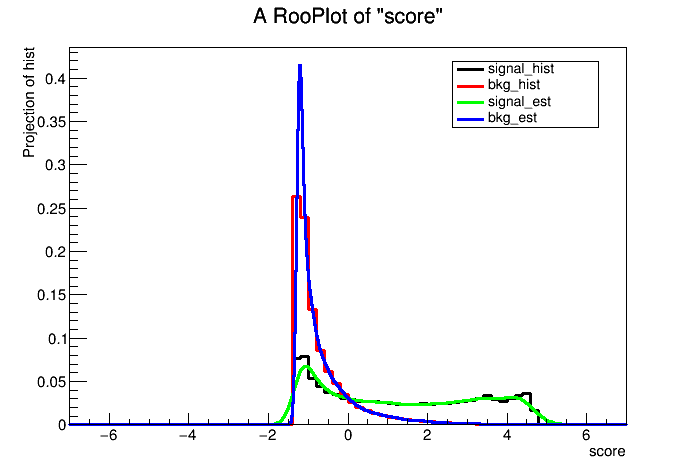 A RooPlot of "score"
Projection of hist
0.4
0.35
0.3
0.25
0.2
0.15
0.1
0.05
0
signal_hist
bkg_hist
signal_est
bkg_est
−6 −4 −2 0 2 4 6
score